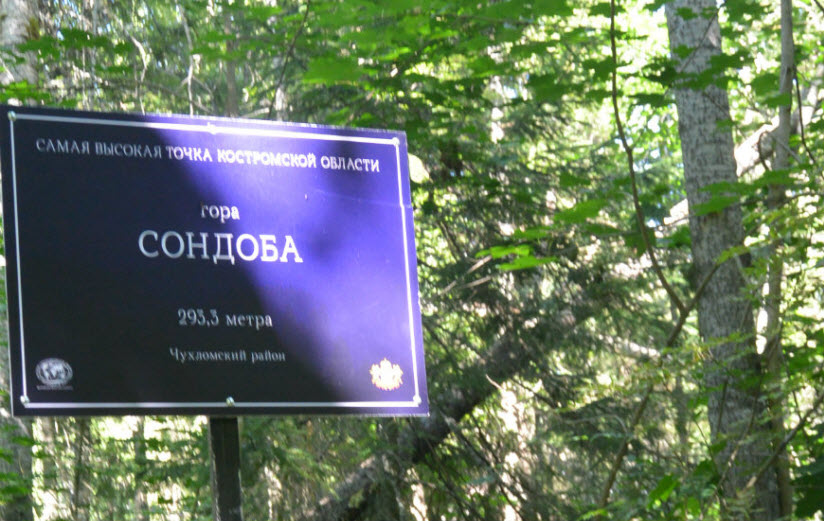 САМАЯ ВЫСОКАЯ ТОЧКА КОСТРОМСКОЙ ОБЛАСТИ
гора
СОНДОБА
293,3 метра
Чухломский район